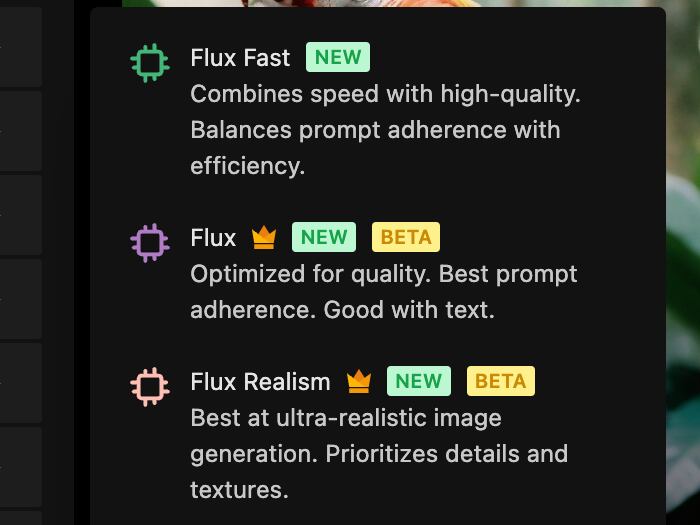 Flux Fast NEW
Combines speed with high-quality.
Balances prompt adherence with
efficiency.
Flux NEW BETA
Optimized for quality. Best prompt
adherence. Good with text.
Flux Realism NEW BETA
Best at ultra-realistic image
generation. Prioritizes details and
textures.